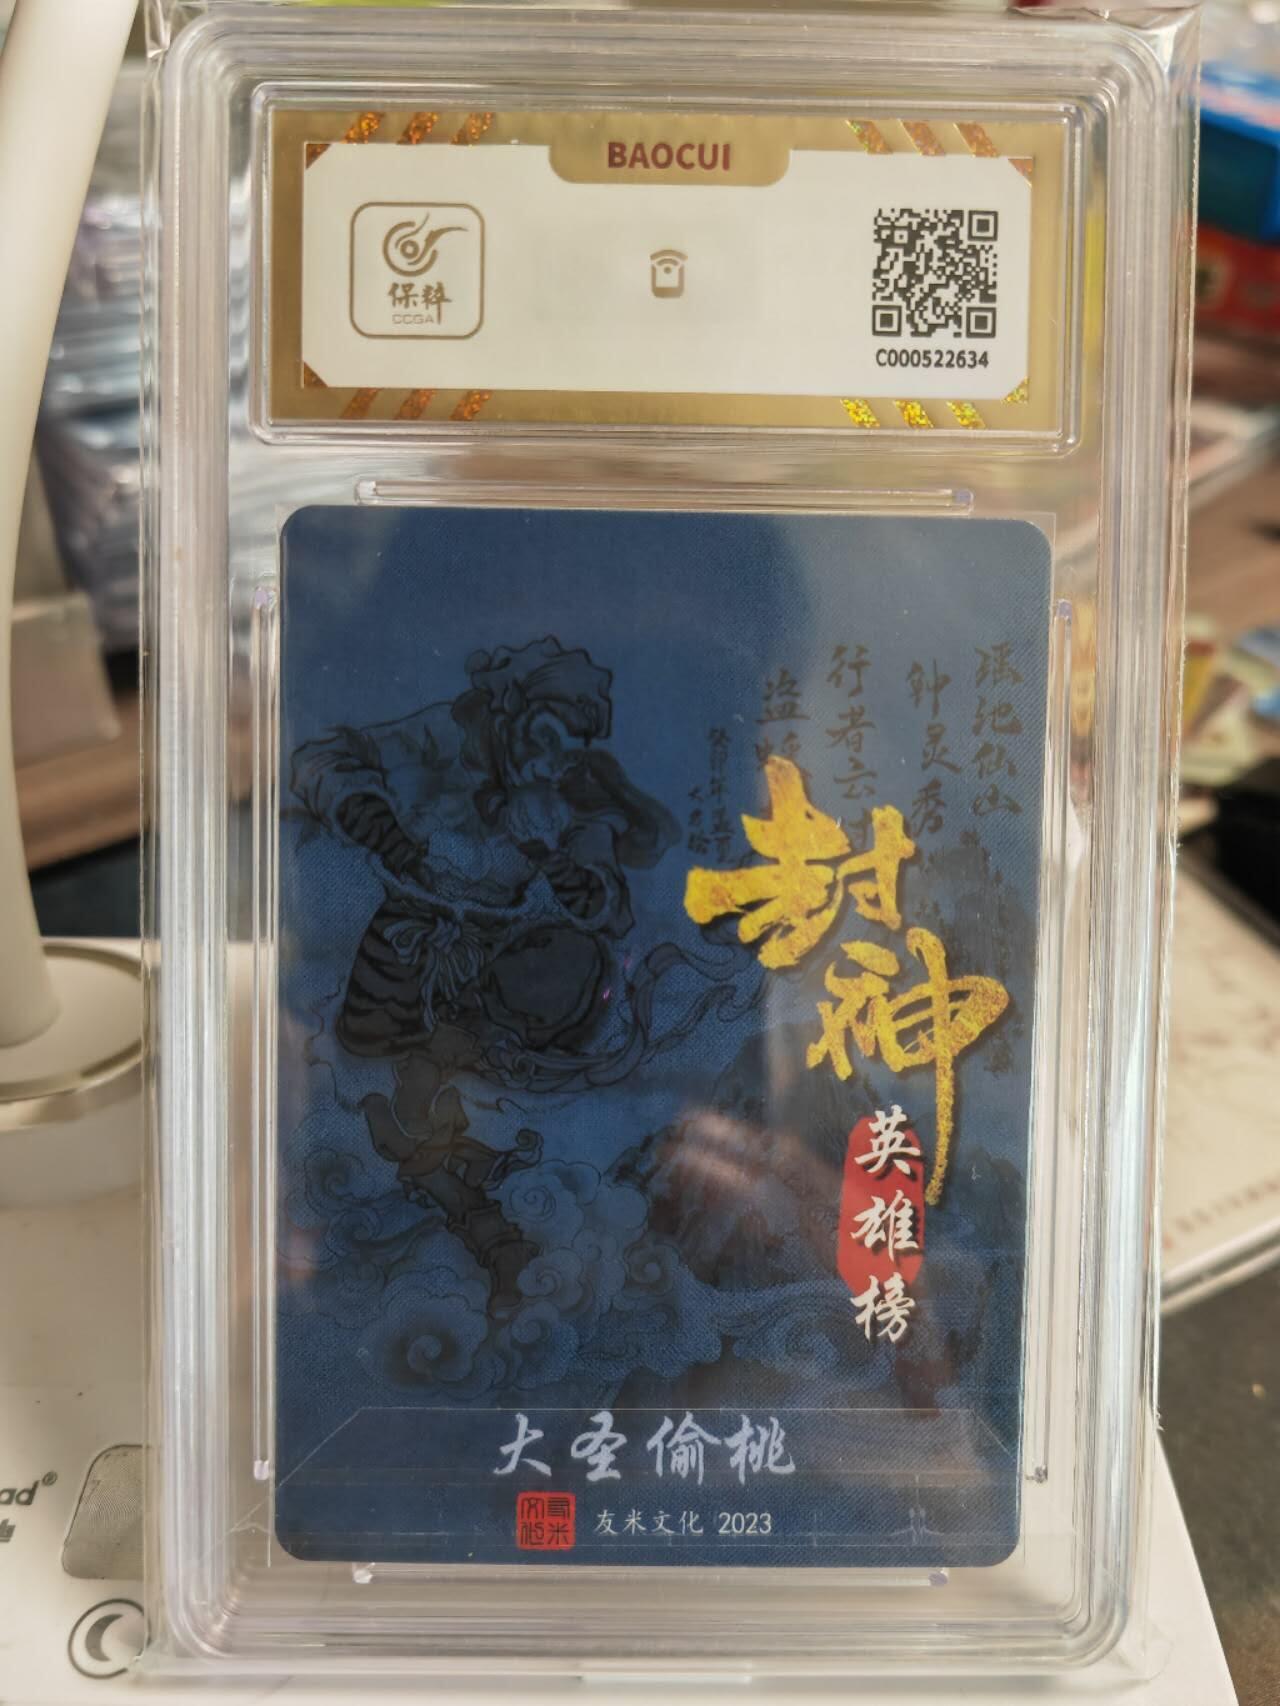 BAOCUI
保粹
CCGA
C000522634
瑶池仙山
钟灵秀
行者云
盗
封神
英雄榜
大圣偷桃
友米文化 2023